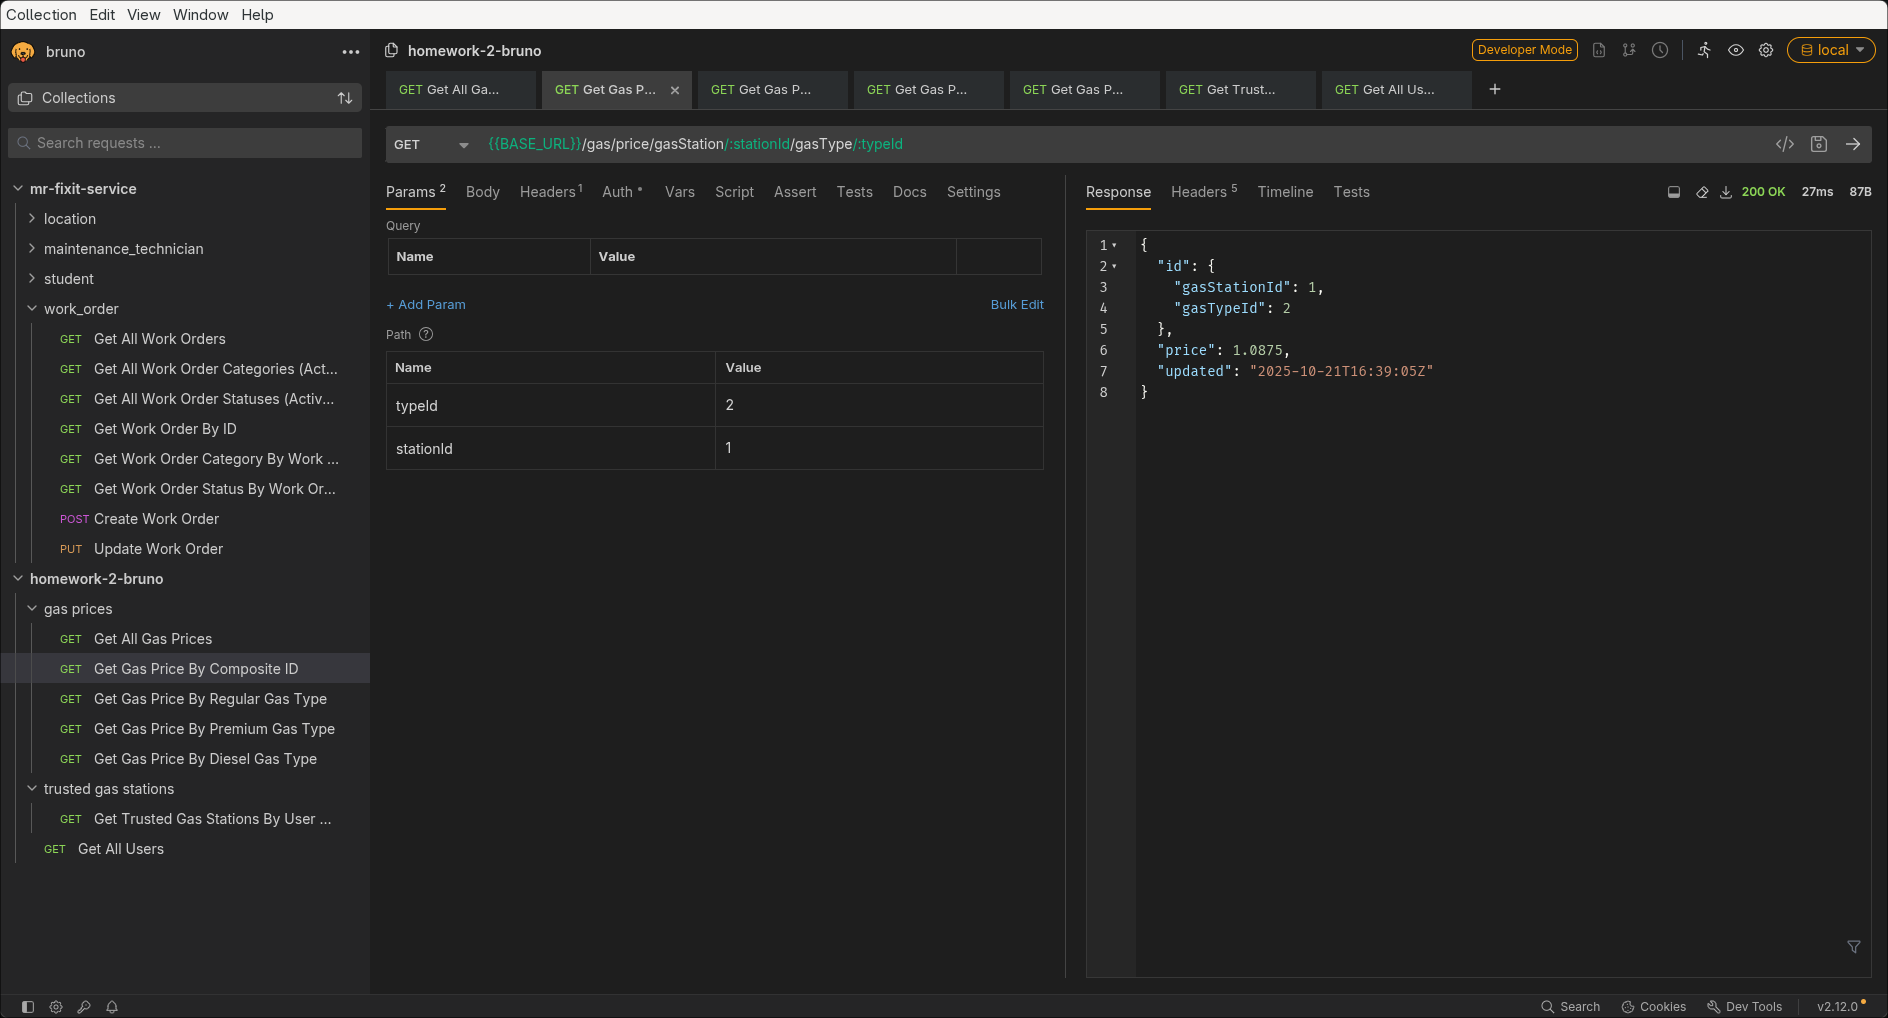 Collection Edit View Window Help
bruno
Collections
Search requests ...
mr-fixit-service
location
maintenance_technician
student
work_order
GET Get All Work Orders
GET Get All Work Order Categories (Act...
GET Get All Work Order Statuses (Activ...
GET Get Work Order By ID
GET Get Work Order Category By Work ...
GET Get Work Order Status By Work Or...
POST Create Work Order
PUT Update Work Order
homework-2-bruno
gas prices
GET Get All Gas Prices
GET Get Gas Price By Composite ID
GET Get Gas Price By Regular Gas Type
GET Get Gas Price By Premium Gas Type
GET Get Gas Price By Diesel Gas Type
trusted gas stations
GET Get Trusted Gas Stations By User ...
GET Get All Users
homework-2-bruno
Developer Mode
local
GET Get All Ga...
GET Get Gas P...
GET Get Gas P...
GET Get Gas P...
GET Get Gas P...
GET Get Trust...
GET Get All Us...
GET {{BASE_URL}}/gas/price/gasStation/:stationId/gasType/:typeId
Params 2 Body Headers 1 Auth Vars Script Assert Tests Docs Settings
Query
Name Value
+ Add Param Bulk Edit
Path ?
Name Value
typeId 2
stationId 1
Response Headers 5 Timeline Tests
200 OK 27ms 87B
1 {
2 "id": {
3 "gasStationId": 1,
4 "gasTypeId": 2
5 },
6 "price": 1.0875,
7 "updated": "2025-10-21T16:39:05Z"
8 }
Search Cookies Dev Tools v2.12.0